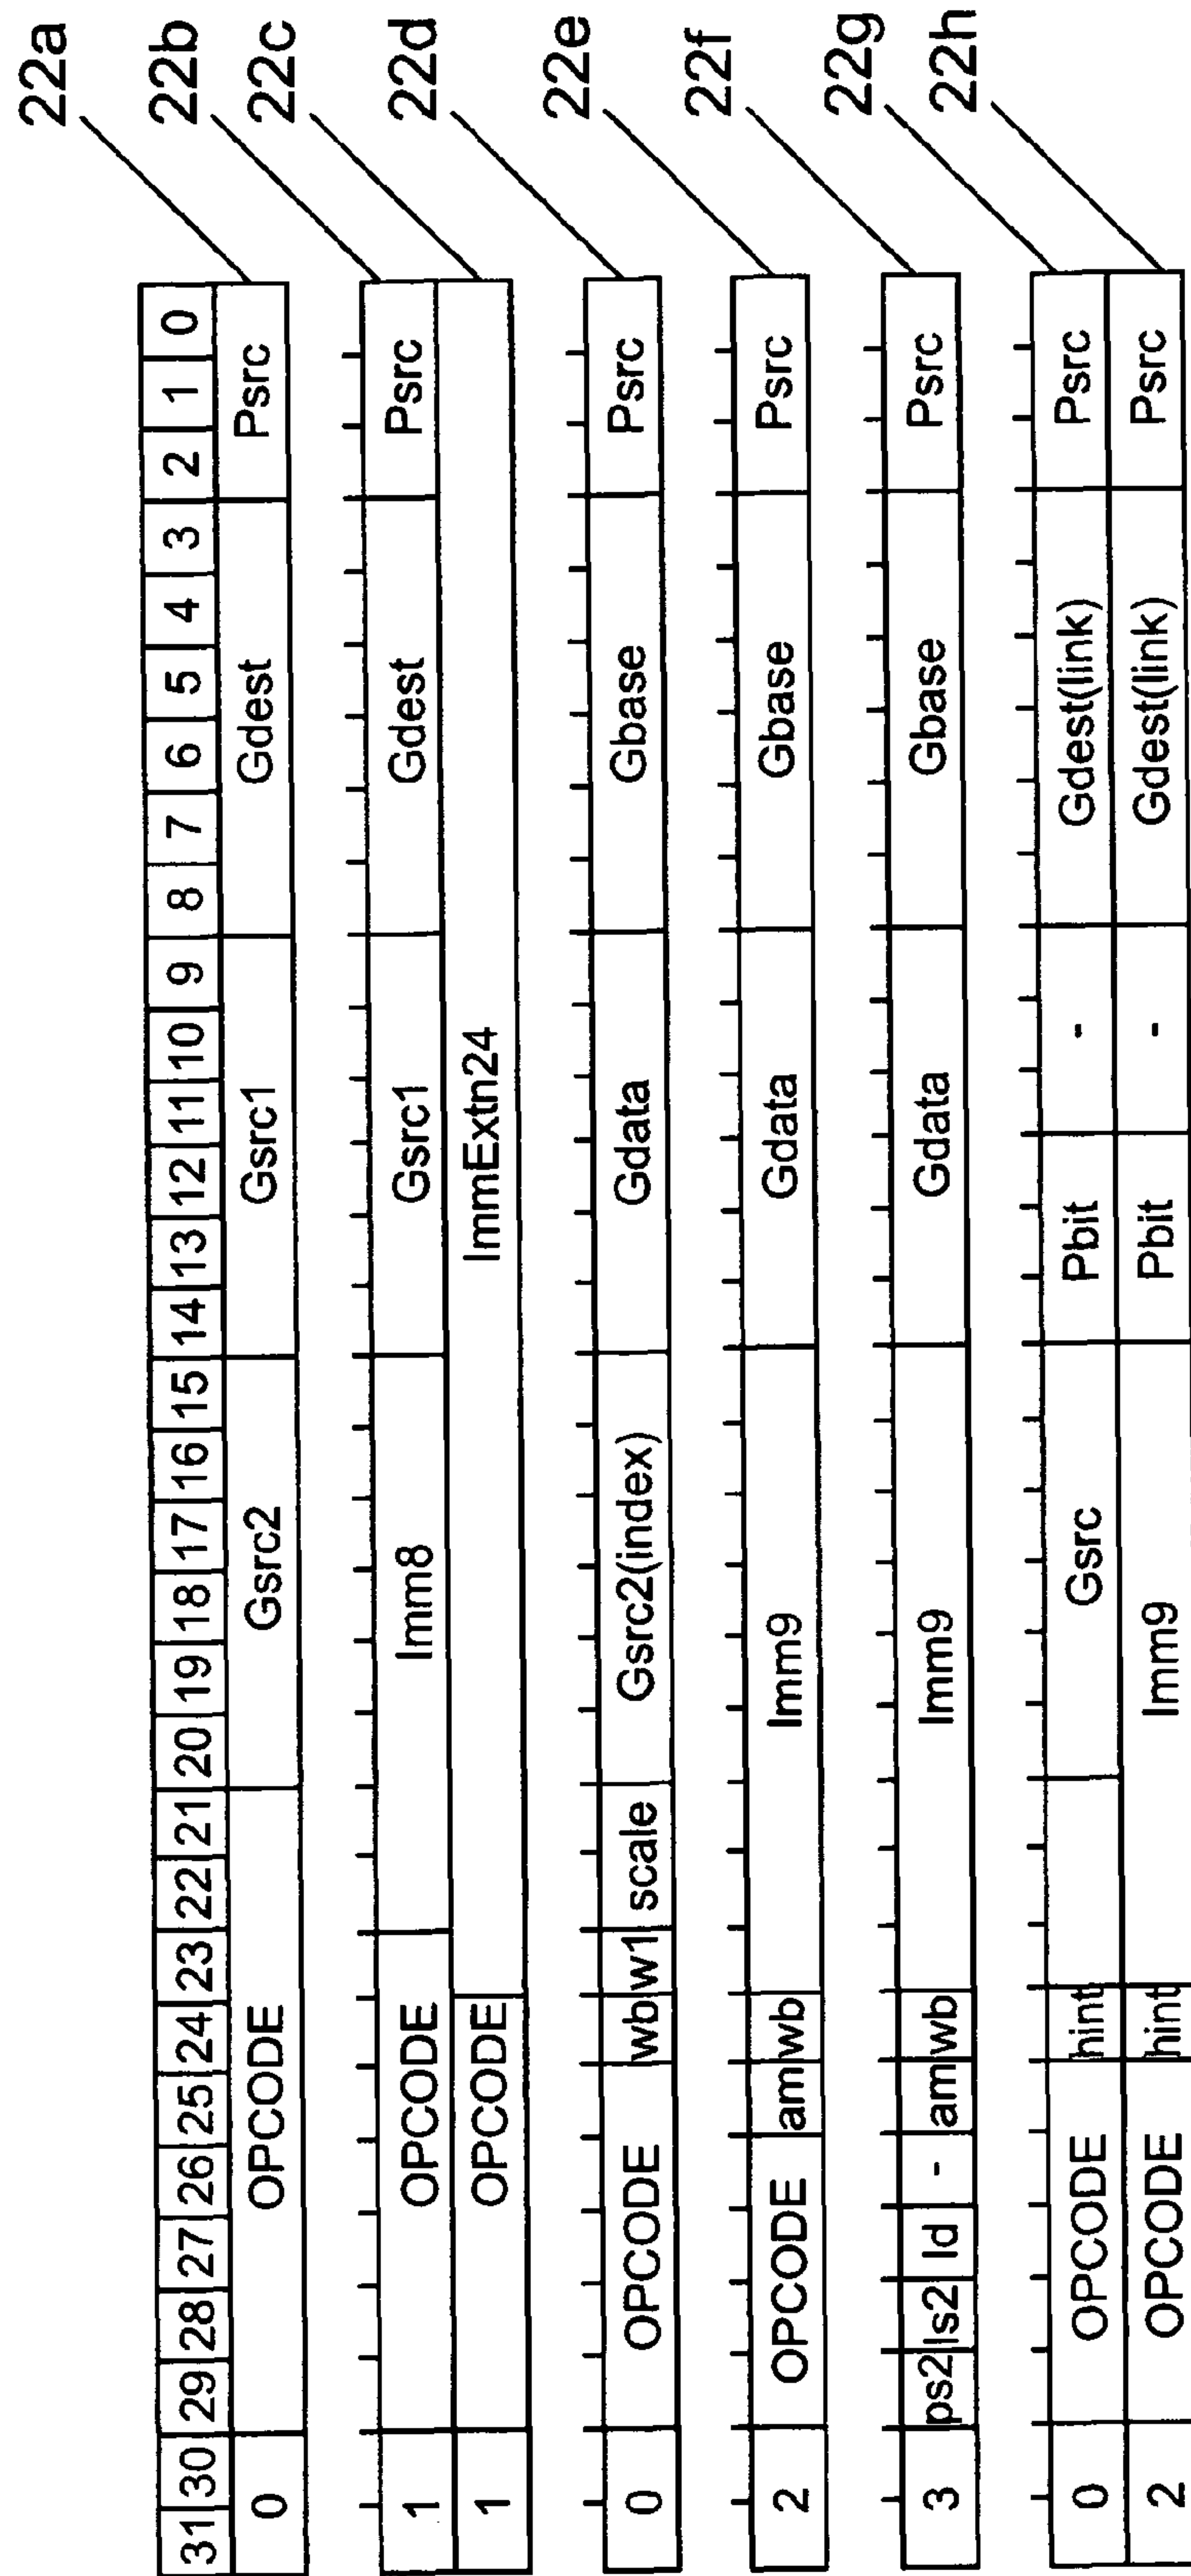 31 30 29 28 27 26 25 24 23 22 21 20 19 18 17 16 15 14 13 12 11 10 9 8 7 6 5 4 3 2 1 0
0 OPCODE Gsrc2 Gsrc1 Gdest Psrc 22a
1 OPCODE Imm8 Gsrc1 Gdest Psrc 22b
1 OPCODE ImmExtn24 22c
0 OPCODE wb w1 scale Gsrc2(index) Gdata Gbase Psrc 22d
2 OPCODE am wb Imm9 Gdata Gbase Psrc 22e
3 ps2 ls2 ld - am wb Imm9 Gdata Gbase Psrc 22f
0 OPCODE hint Gsrc Pbit - Gdest(link) Psrc 22g
2 OPCODE hint Imm9 Pbit - Gdest(link) Psrc 22h